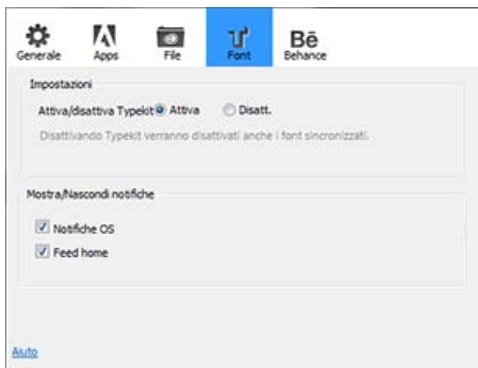 Generale Apps File Font Behance
Impostazioni
Attiva/disattiva Typekit Attiva Disatt.
Disattivando Typekit verranno disattivati anche i font sincronizzati.
Mostra/Nascondi notifiche
Notifiche OS
Feed home
Aiuto